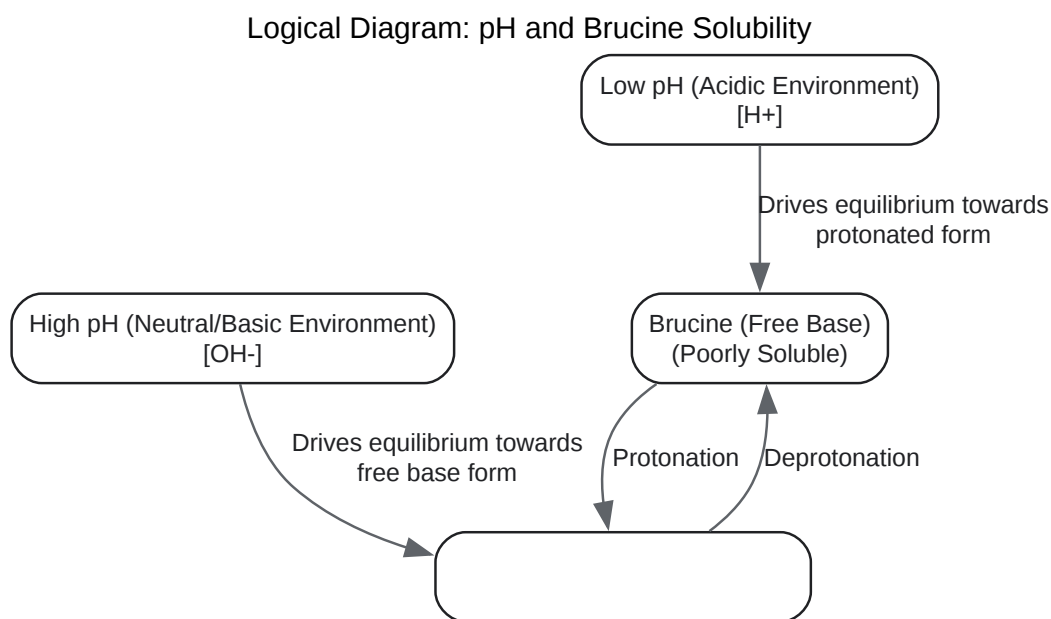 Logical Diagram: pH and Brucine Solubility
Low pH (Acidic Environment)
[H+]
Drives equilibrium towards
protonated form
High pH (Neutral/Basic Environment)
[OH-]
Brucine (Free Base)
(Poorly Soluble)
Drives equilibrium towards
free base form
Protonation
Deprotonation